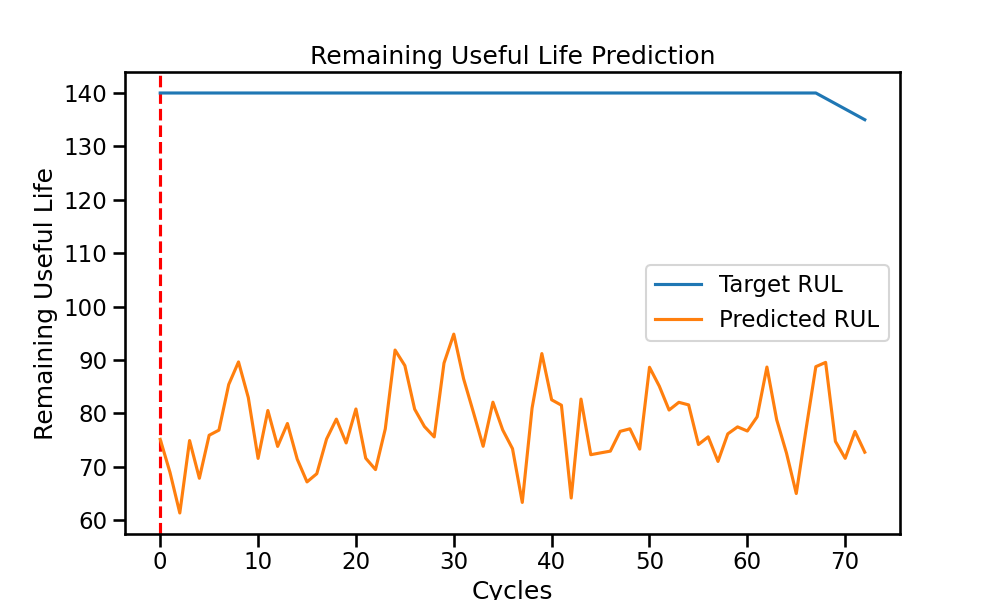 Remaining Useful Life Prediction
Remaining Useful Life
140
130
120
110
100
90
80
70
60
Target RUL
Predicted RUL
0 10 20 30 40 50 60 70
Cycles